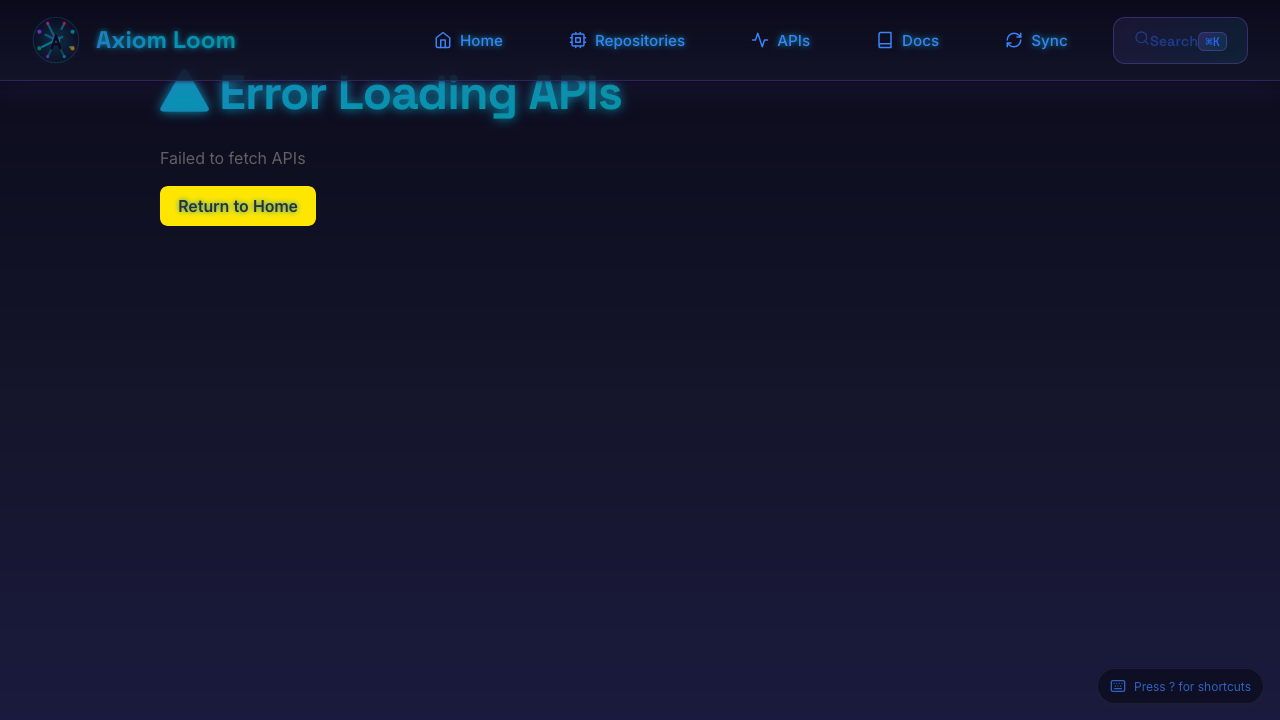 Axiom Loom
Home
Repositories
APIs
Docs
Sync
Search ⌘K
Error Loading APIs
Failed to fetch APIs
Return to Home
Press ? for shortcuts